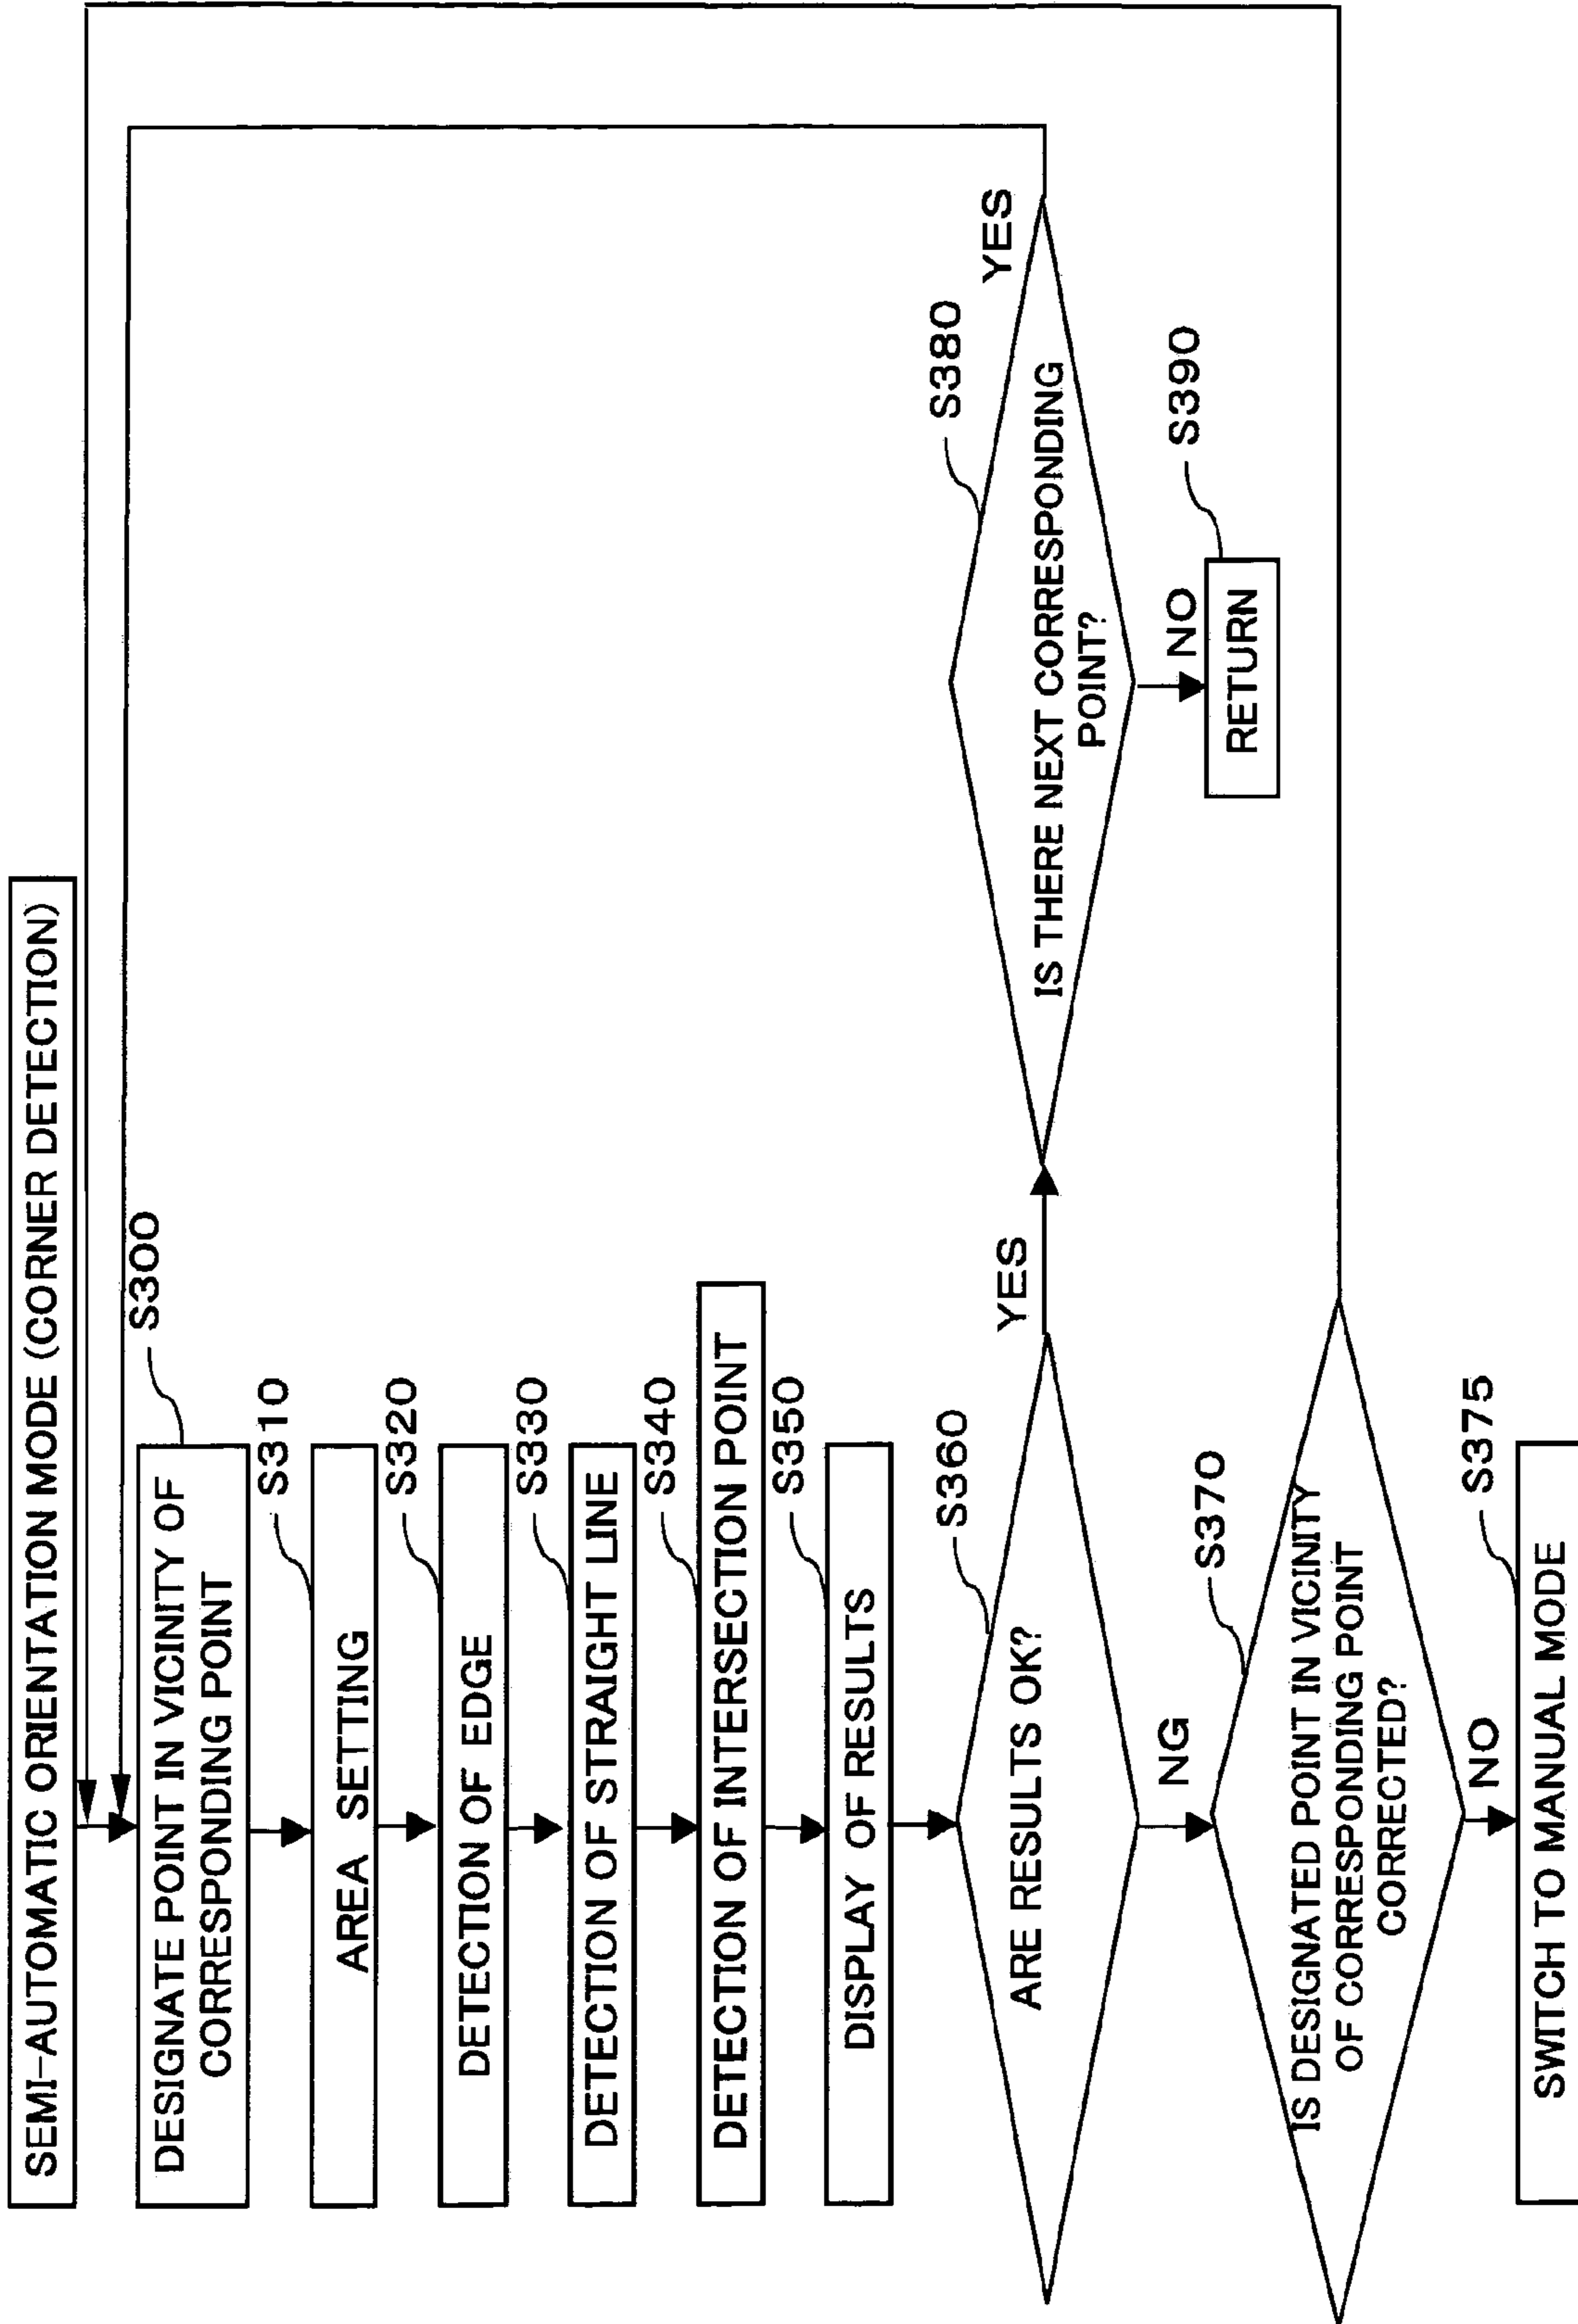 SEMI-AUTOMATIC ORIENTATION MODE (CORNER DETECTION)
S300
DESIGNATE POINT IN VICINITY OF
CORRESPONDING POINT
S310
AREA SETTING
S320
DETECTION OF EDGE
S330
DETECTION OF STRAIGHT LINE
S340
DETECTION OF INTERSECTION POINT
S350
DISPLAY OF RESULTS
S360
ARE RESULTS OK?
YES
S380
IS THERE NEXT CORRESPONDING
POINT?
YES
NO
S390
RETURN
NG
S370
IS DESIGNATED POINT IN VICINITY
OF CORRESPONDING POINT
CORRECTED?
NO
S375
SWITCH TO MANUAL MODE